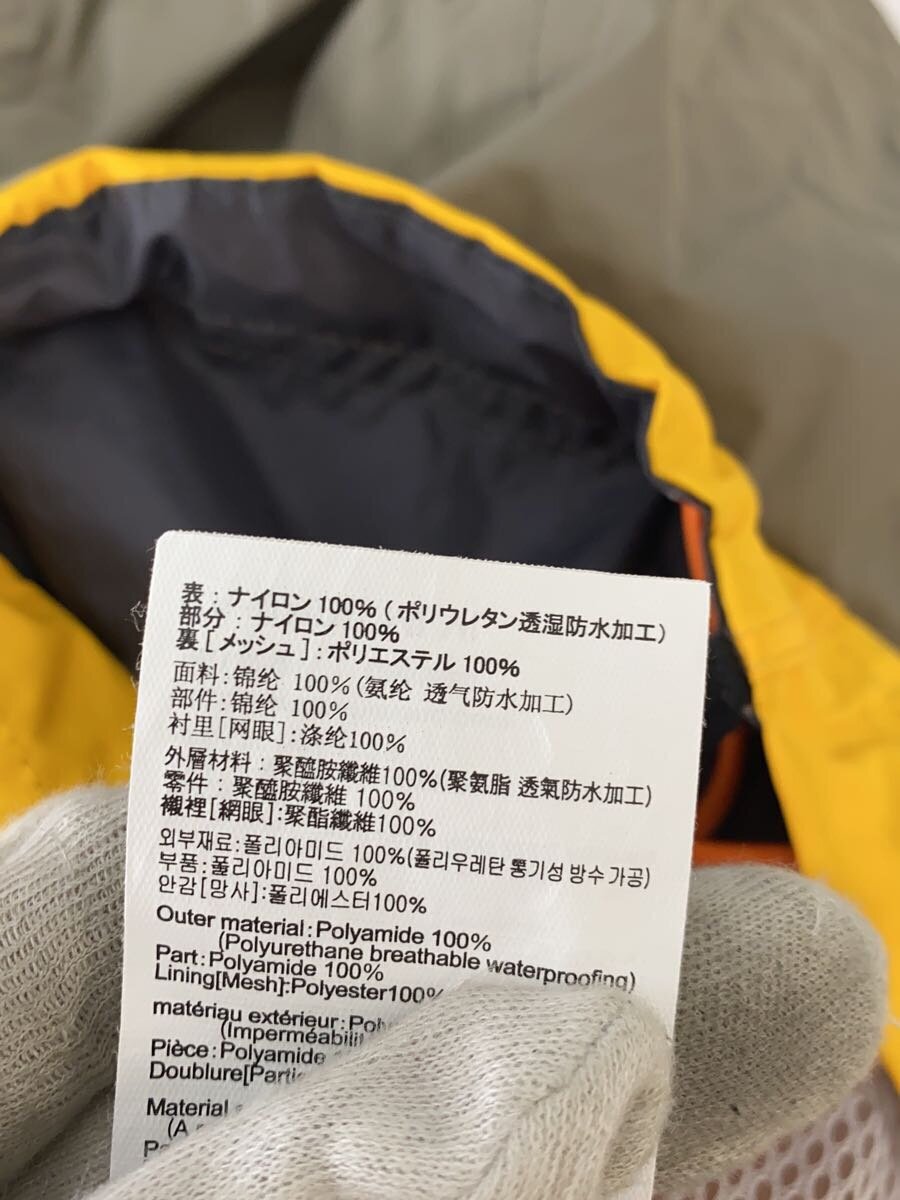 表：ナイロン 100% ( ポリウレタン透湿防水加工)
部分：ナイロン 100%
裏［メッシュ］：ポリエステル 100%
面料:锦纶 100%(氨纶 透气防水加工)
部件:锦纶 100%
衬里[网眼]:涤纶100%
外層材料：聚醯胺纖維100%(聚氨脂 透氣防水加工)
零件：聚醯胺纖維 100%
襯裡[網眼]:聚酯纖維100%
외부재료:폴리아미드 100%(폴리우레탄 통기성 방수 가공)
부품:폴리아미드 100%
안감[망사]:폴리에스터100%
Outer material:Polyamide 100%
(Polyurethane breathable waterproofing)
Part:Polyamide 100%
Lining[Mesh]:Polyester100%
matériau extérieur:
Pièce:Polyamide
Doublure
Material
(A